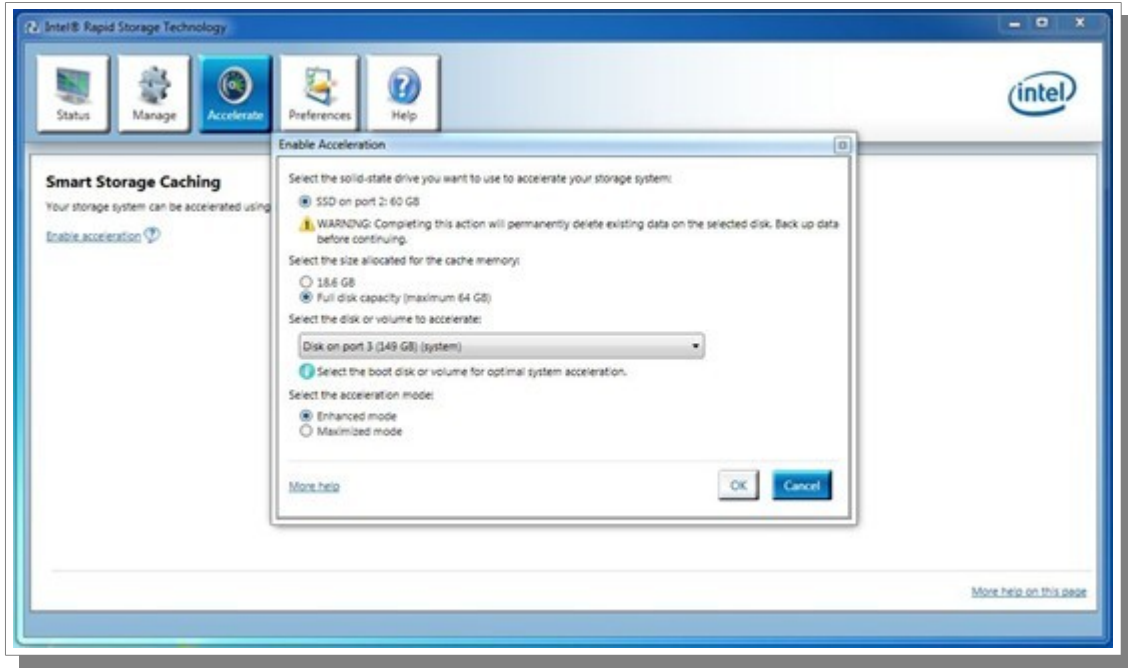 Intel® Rapid Storage Technology
Status
Manage
Accelerate
Preferences
Help
intel
Enable Acceleration
Smart Storage Caching
Your storage system can be accelerated using
Enable acceleration
Select the solid-state drive you want to use to accelerate your storage system:
SSD on port 2: 60 GB
WARNING: Completing this action will permanently delete existing data on the selected disk. Back up data
before continuing.
Select the size allocated for the cache memory:
18.6 GB
Full disk capacity (maximum 64 GB)
Select the disk or volume to accelerate:
Disk on port 3 (149 GB) (system)
Select the boot disk or volume for optimal system acceleration.
Select the acceleration mode:
Enhanced mode
Maximized mode
More help
OK
Cancel
More help on this page